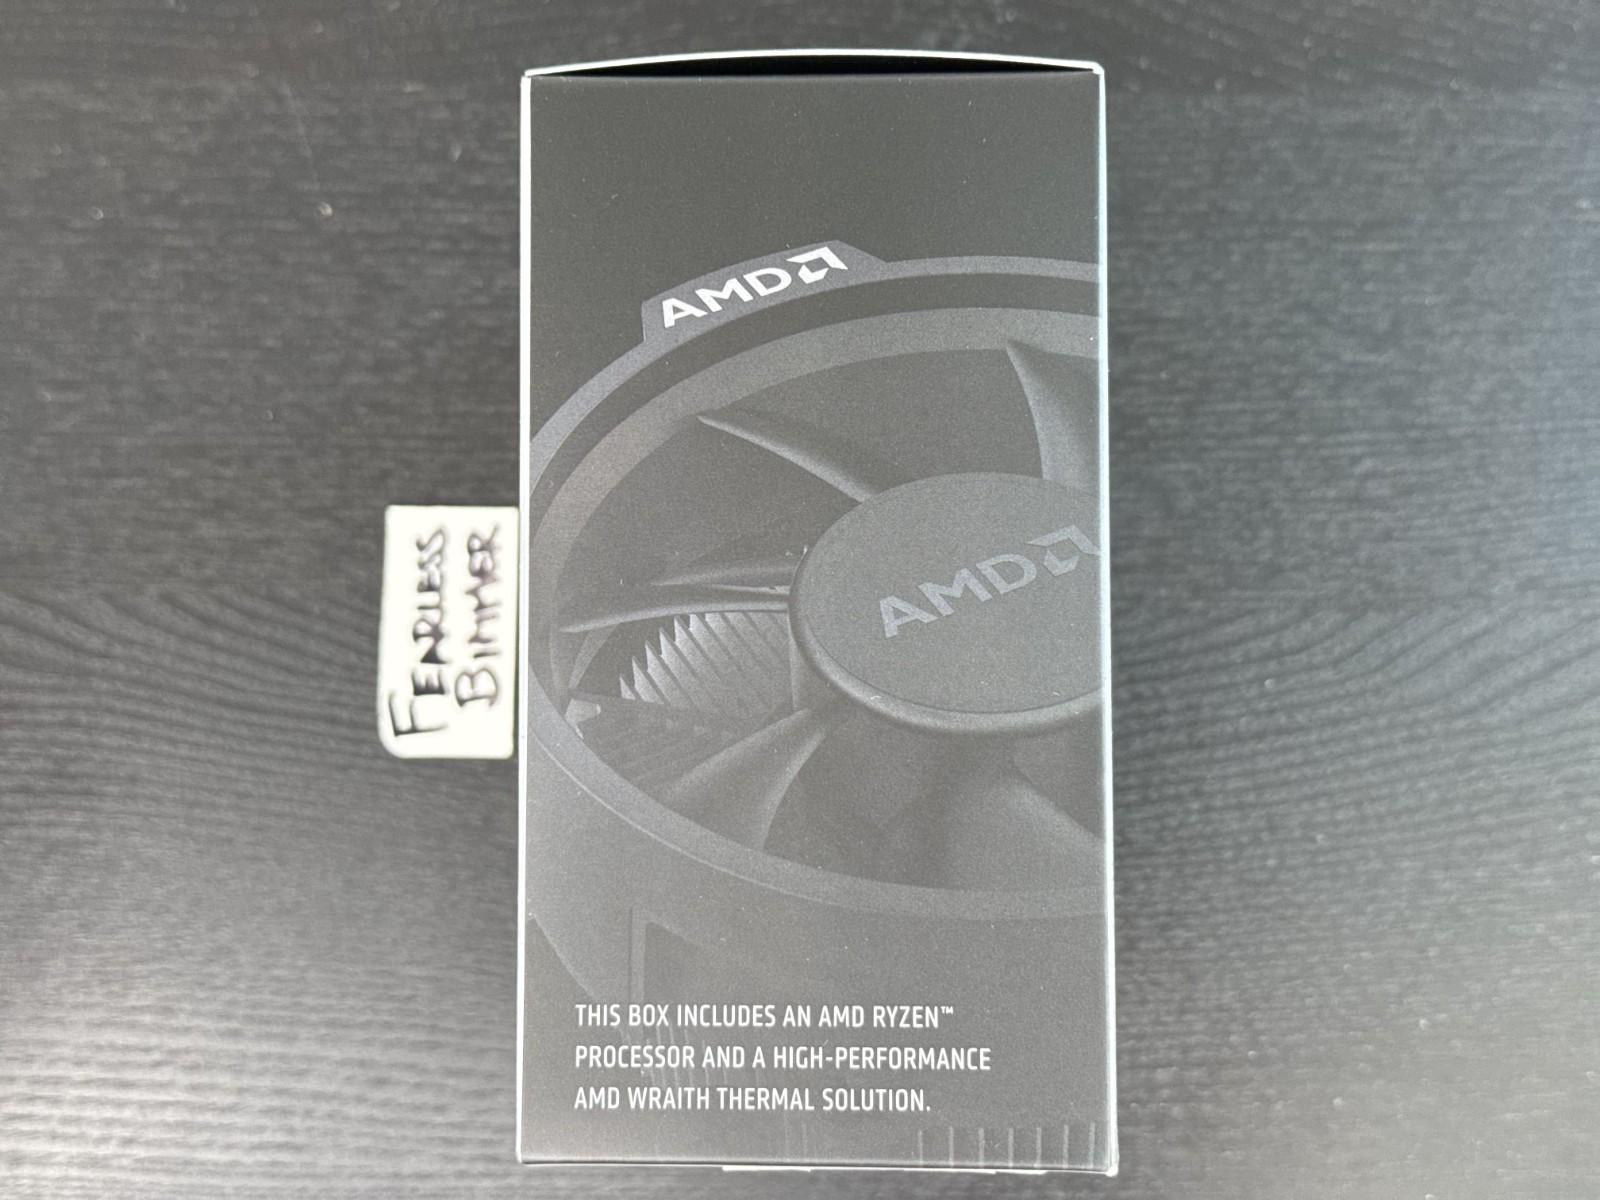 AMD
AMD
FEARLESS
BIMMER
THIS BOX INCLUDES AN AMD RYZEN™
PROCESSOR AND A HIGH-PERFORMANCE
AMD WRAITH THERMAL SOLUTION.